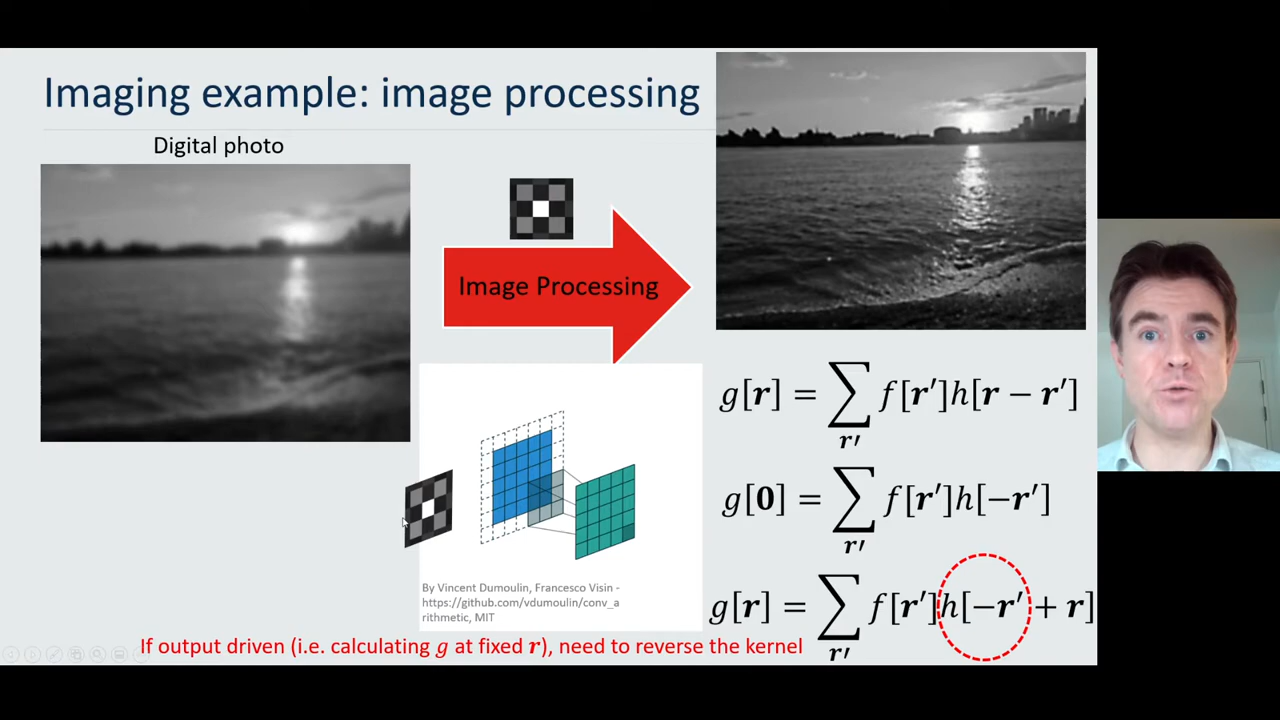 Imaging example: image processing
Digital photo
Image Processing
g[r] = ∑ f[r′]h[r − r′]
r′
g[0] = ∑ f[r′]h[−r′]
r′
g[r] = ∑ f[r′]h[−r′ + r]
r′
By Vincent Dumoulin, Francesco Visin -
https://github.com/vdumoulin/conv_a
rithmetic, MIT
If output driven (i.e. calculating g at fixed r), need to reverse the kernel